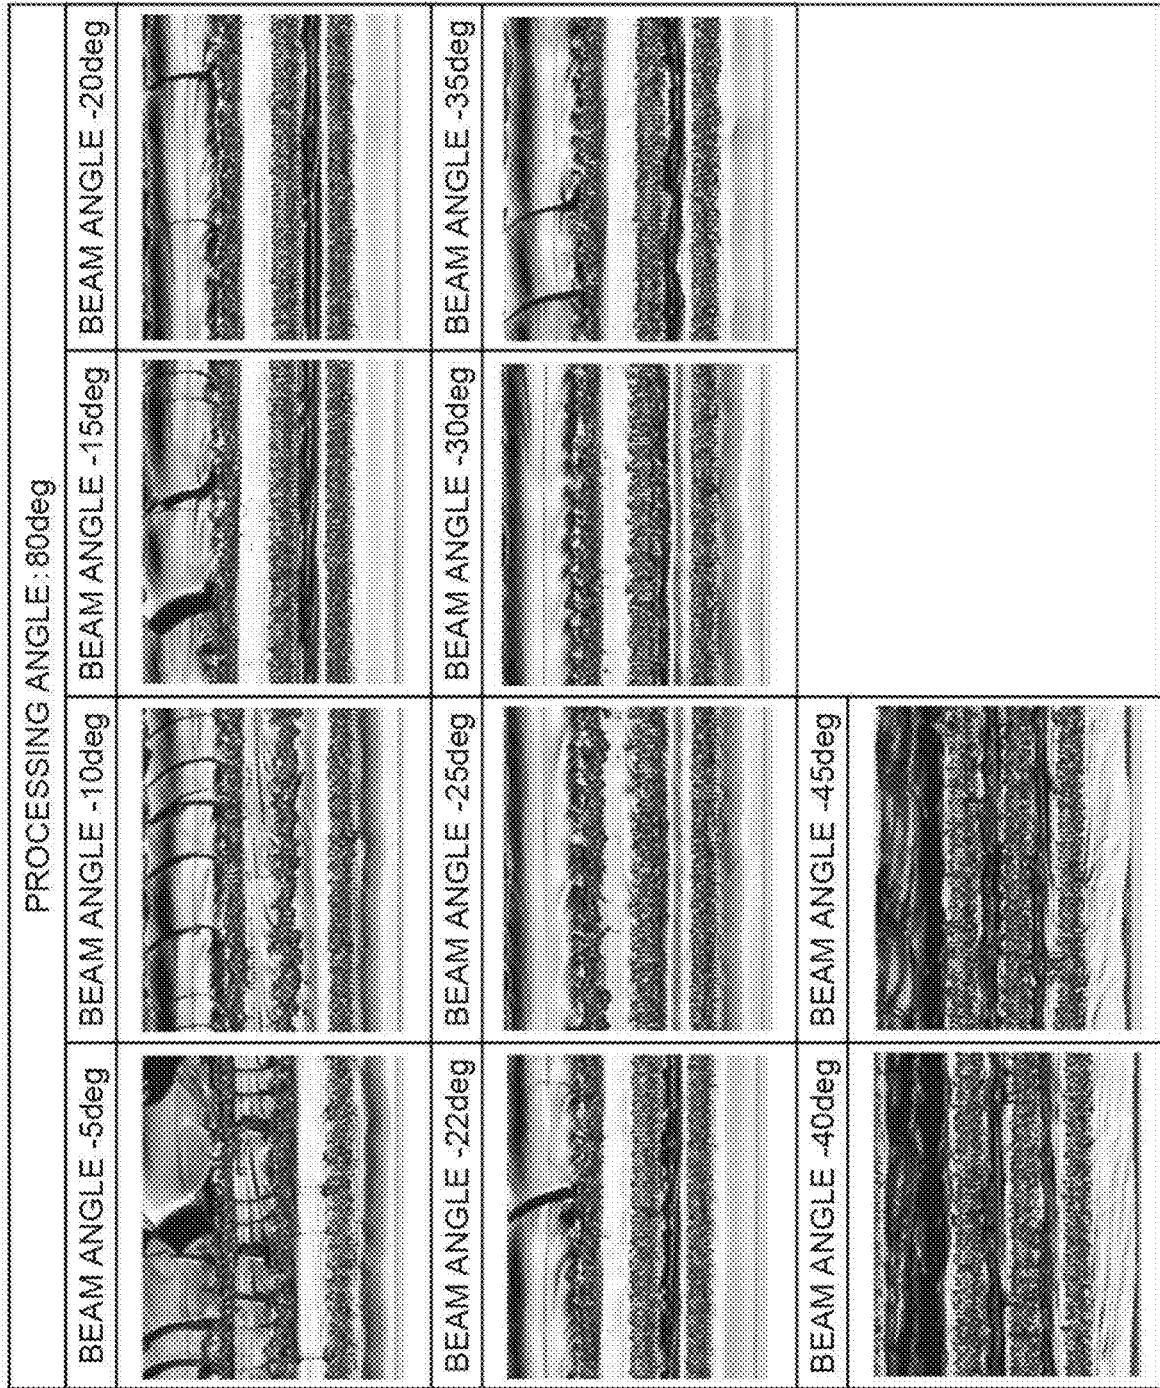 PROCESSING ANGLE:80deg
BEAM ANGLE -5deg
BEAM ANGLE -10deg
BEAM ANGLE -15deg
BEAM ANGLE -20deg
BEAM ANGLE -22deg
BEAM ANGLE -25deg
BEAM ANGLE -30deg
BEAM ANGLE -35deg
BEAM ANGLE -40deg
BEAM ANGLE -45deg